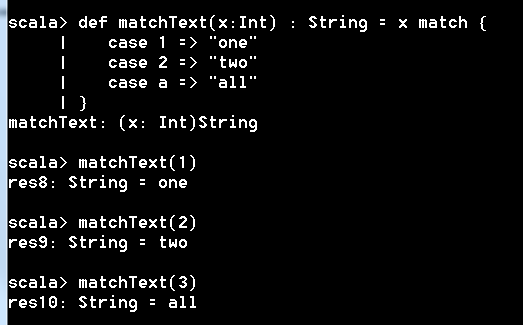 scala> def matchText(x:Int) : String = x match {
     |    case 1 => "one"
     |    case 2 => "two"
     |    case a => "all"
     | }
matchText: (x: Int)String
scala> matchText(1)
res8: String = one
scala> matchText(2)
res9: String = two
scala> matchText(3)
res10: String = all